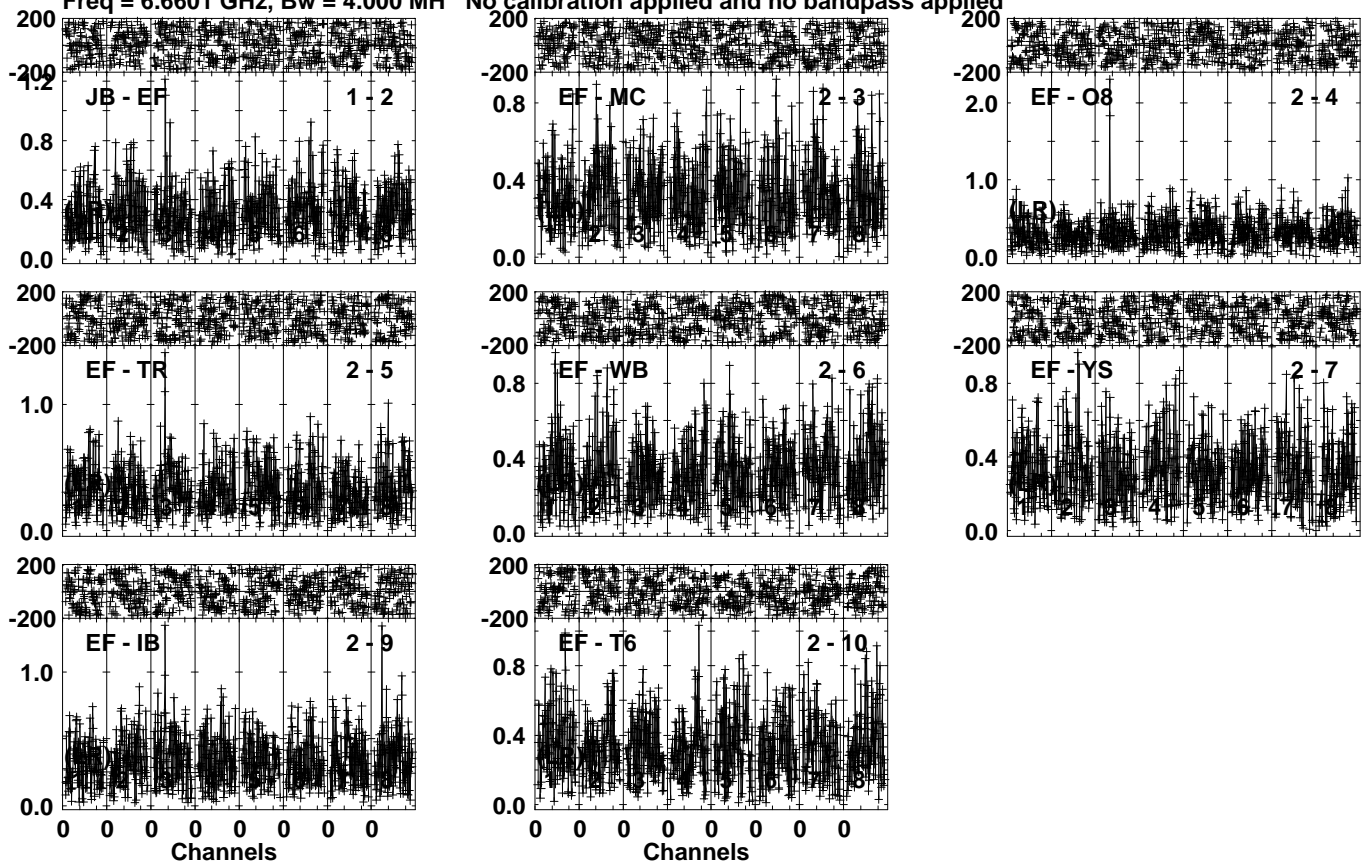 Freq = 6.6601 GHz, Bw = 4.000 MH No calibration applied and no bandpass applied
200 200 200
-200 -200 -200
1.2
JB - EF 1 - 2 EF - MC 2 - 3 EF - O8 2 - 4
0.8 0.8 2.0
0.4 0.4 1.0
(LR)
0.0 0.0 0.0
200 200 200
-200 -200 -200
EF - TR 2 - 5 EF - WB 2 - 6 EF - YS 2 - 7
1.0 0.8 0.8
0.4 0.4
0.0 0.0 0.0
200 200
-200 -200
EF - IB 2 - 9 EF - T6 2 - 10
1.0 0.8
0.4
0.0 0.0
0 0 0 0 0 0 0 0 0 0 0 0 0 0 0 0
Channels Channels